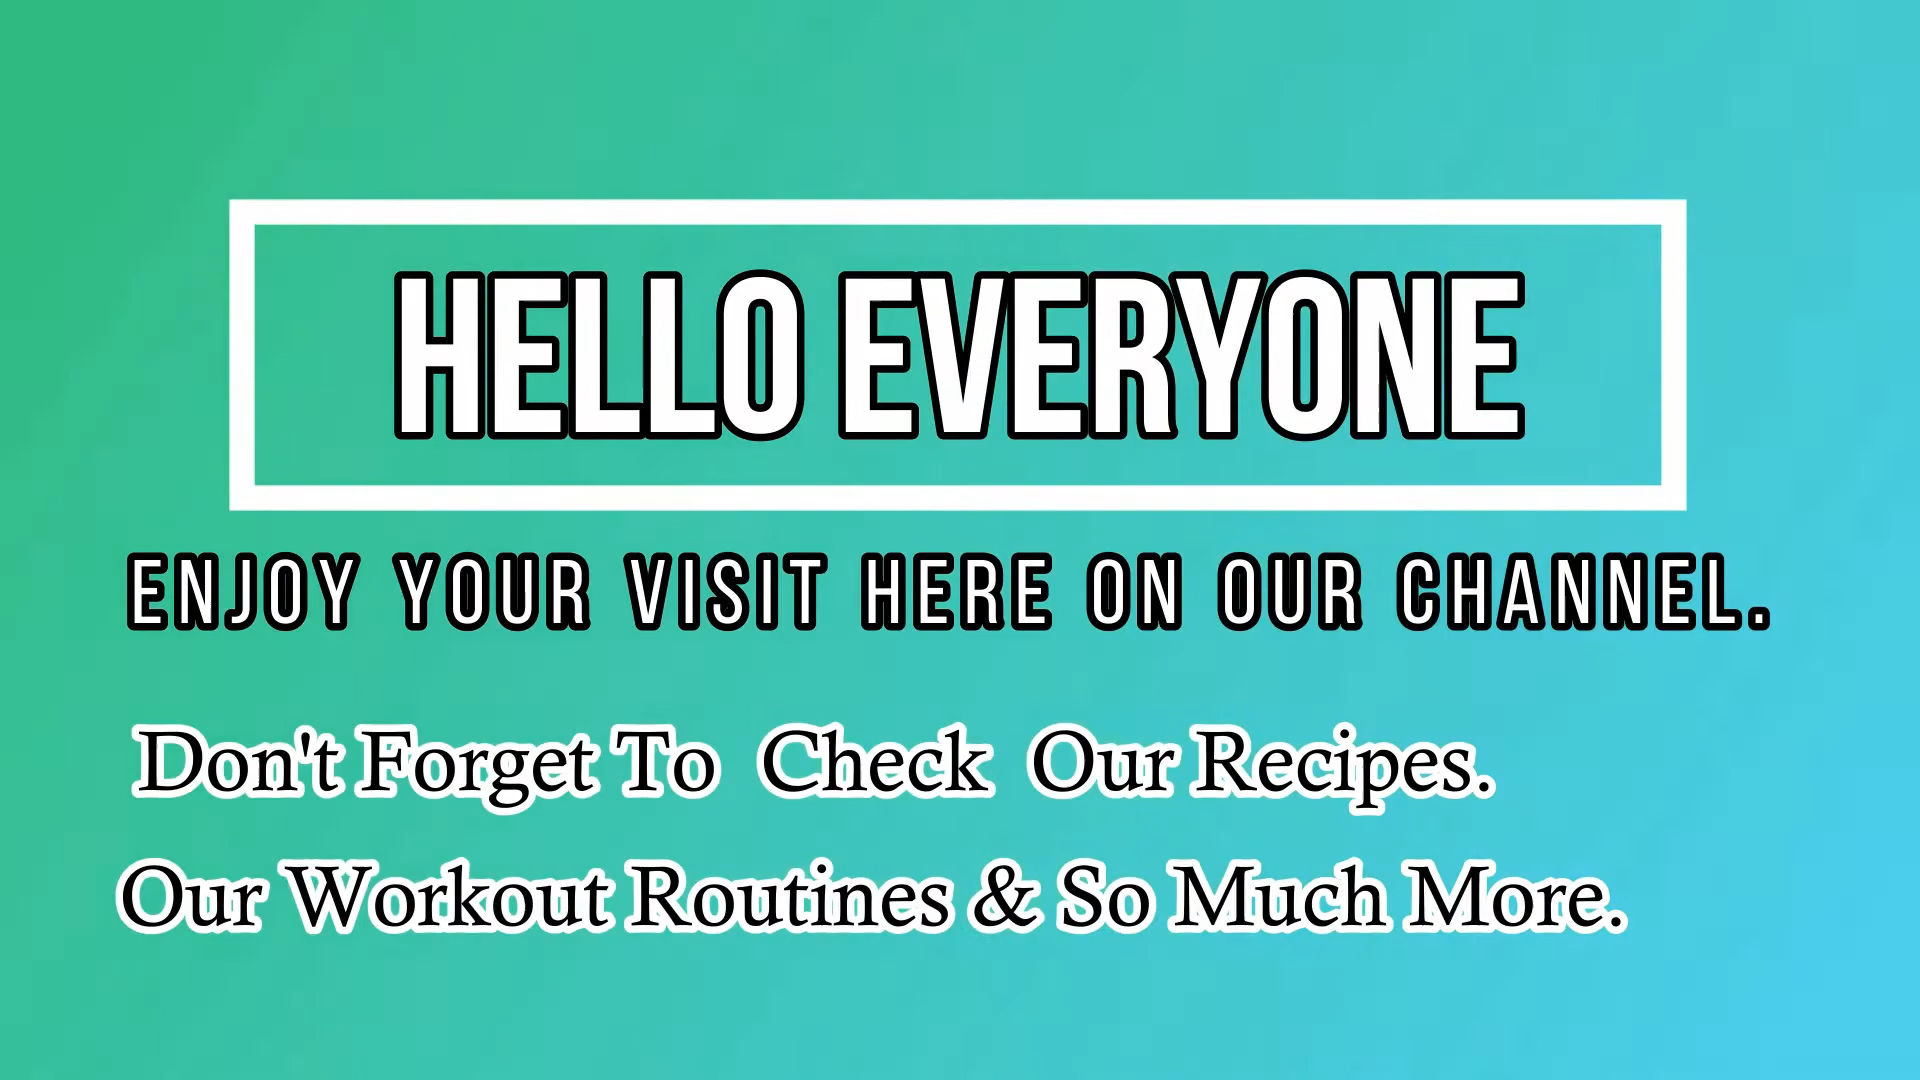 HELLO EVERYONE
ENJOY YOUR VISIT HERE ON OUR CHANNEL.
Don't Forget To Check Our Recipes.
Our Workout Routines & So Much More.